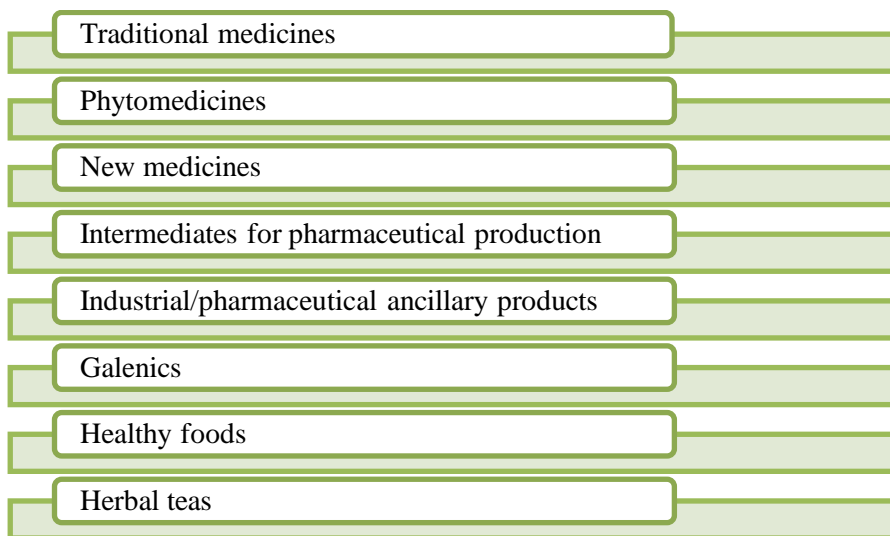 Traditional medicines
Phytomedicines
New medicines
Intermediates for pharmaceutical production
Industrial/pharmaceutical ancillary products
Galenics
Healthy foods
Herbal teas